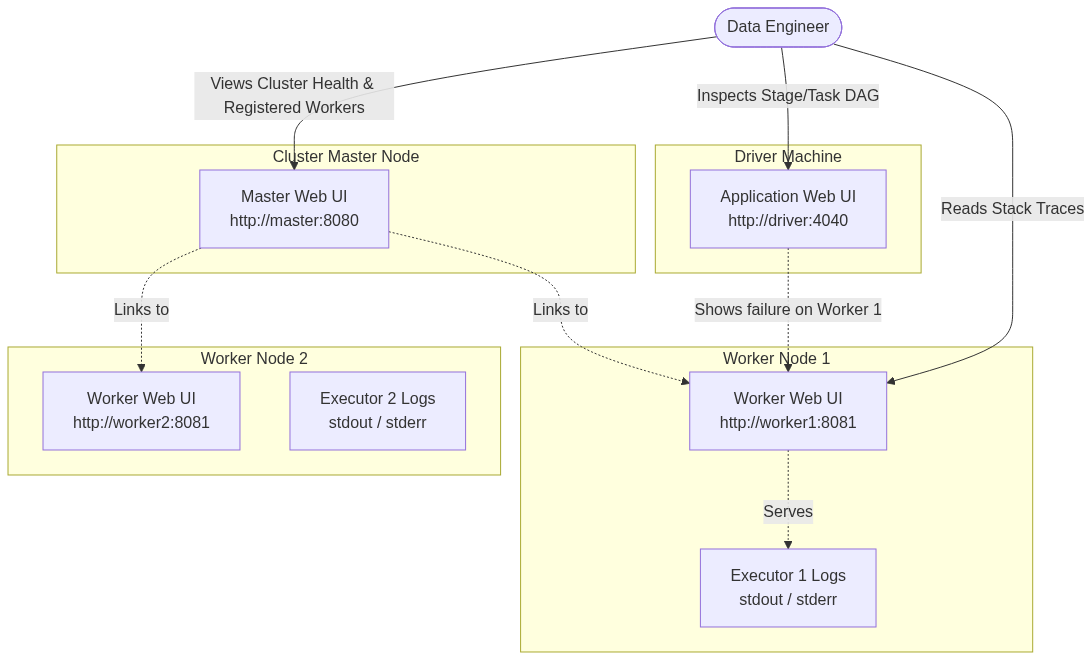 Data Engineer
Views Cluster Health &
Registered Workers
Inspects Stage/Task DAG
Reads Stack Traces
Cluster Master Node
Master Web UI
http://master:8080
Driver Machine
Application Web UI
http://driver:4040
Links to
Links to
Shows failure on Worker 1
Worker Node 2
Worker Web UI
http://worker2:8081
Executor 2 Logs
stdout / stderr
Worker Node 1
Worker Web UI
http://worker1:8081
Serves
Executor 1 Logs
stdout / stderr